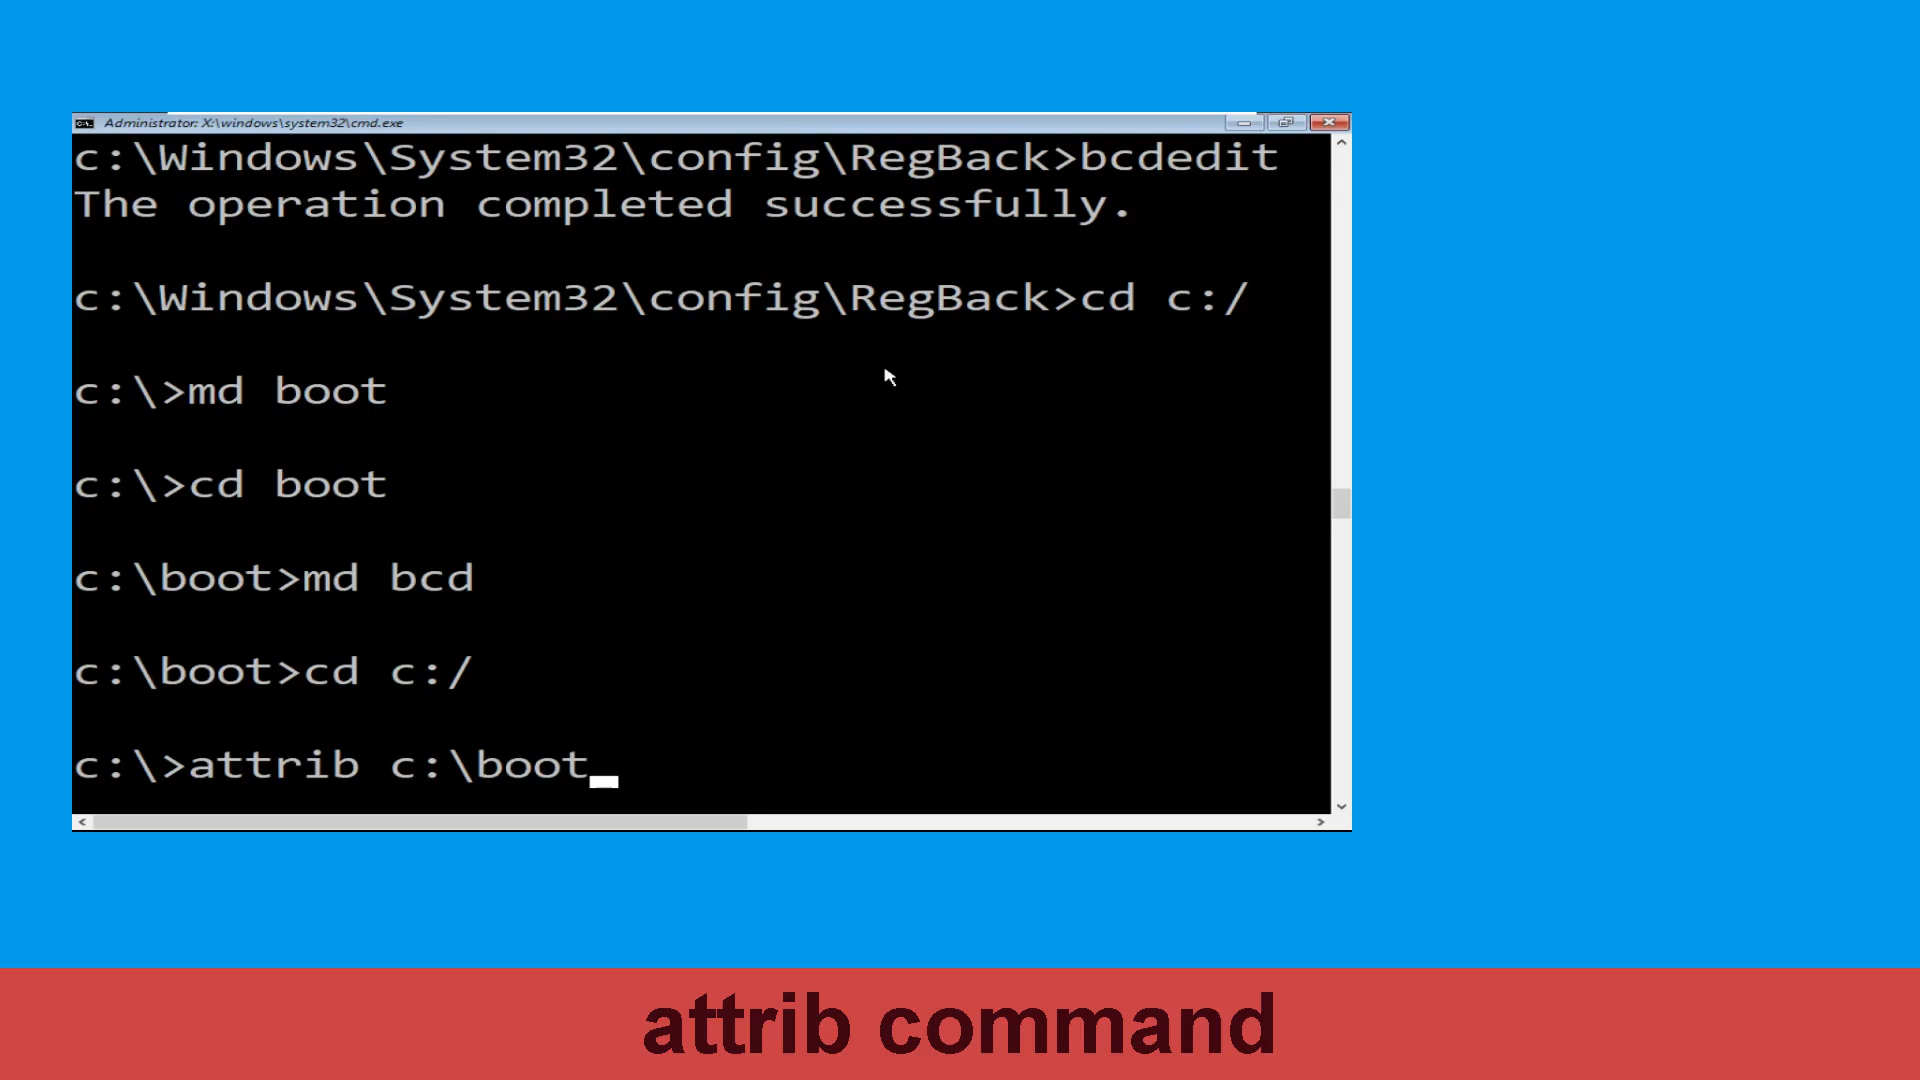 Administrator: X:\windows\system32\cmd.exe
c:\Windows\System32\config\RegBack>bcdedit
The operation completed successfully.
c:\Windows\System32\config\RegBack>cd c:/
c:\>md boot
c:\>cd boot
c:\boot>md bcd
c:\boot>cd c:/
c:\>attrib c:\boot_
attrib command